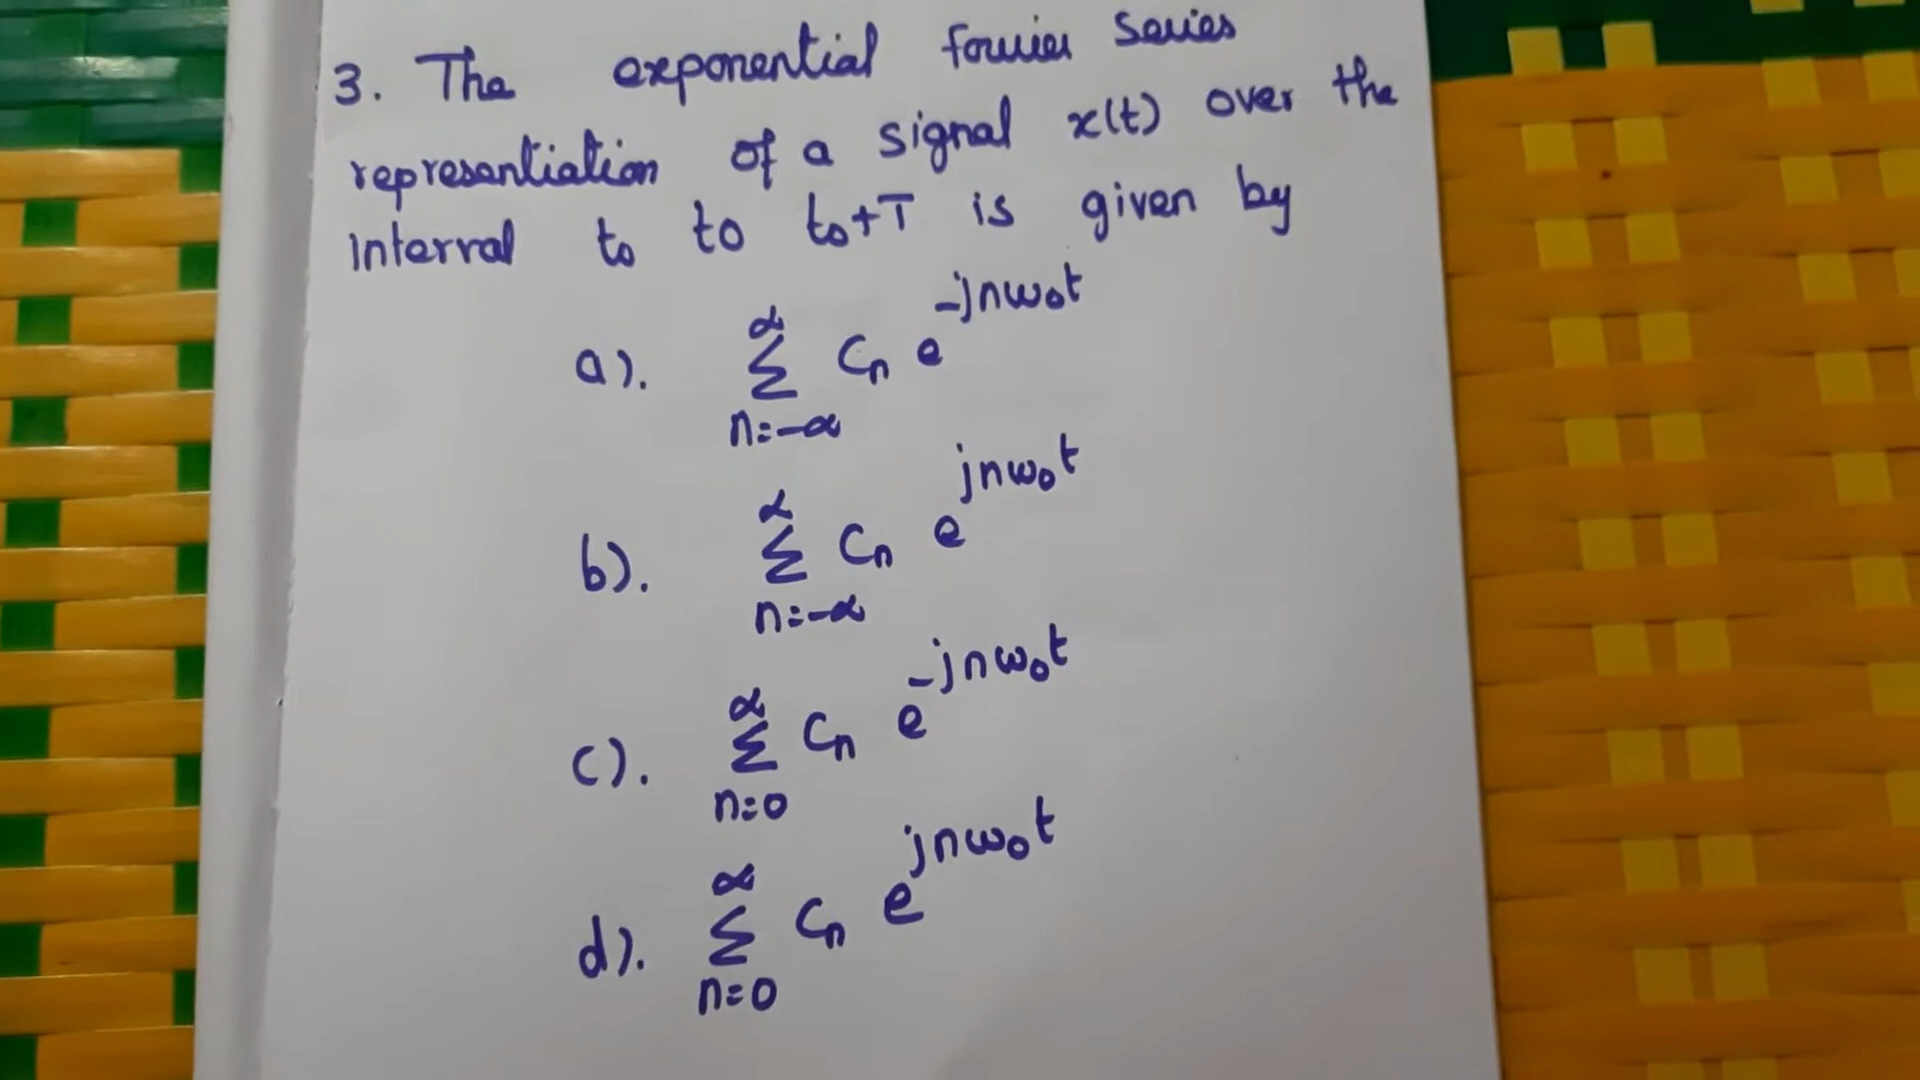 3. The exponential fourier series
representiation of a signal x(t) over the
interval to to to+T is given by
a). ∝ Σ n=-∝ Cn e -jnω₀t
b). ∝ Σ n=-∝ Cn e jnω₀t
c). ∝ Σ n=0 Cn e -jnω₀t
d). ∝ Σ n=0 Cn e jnω₀t